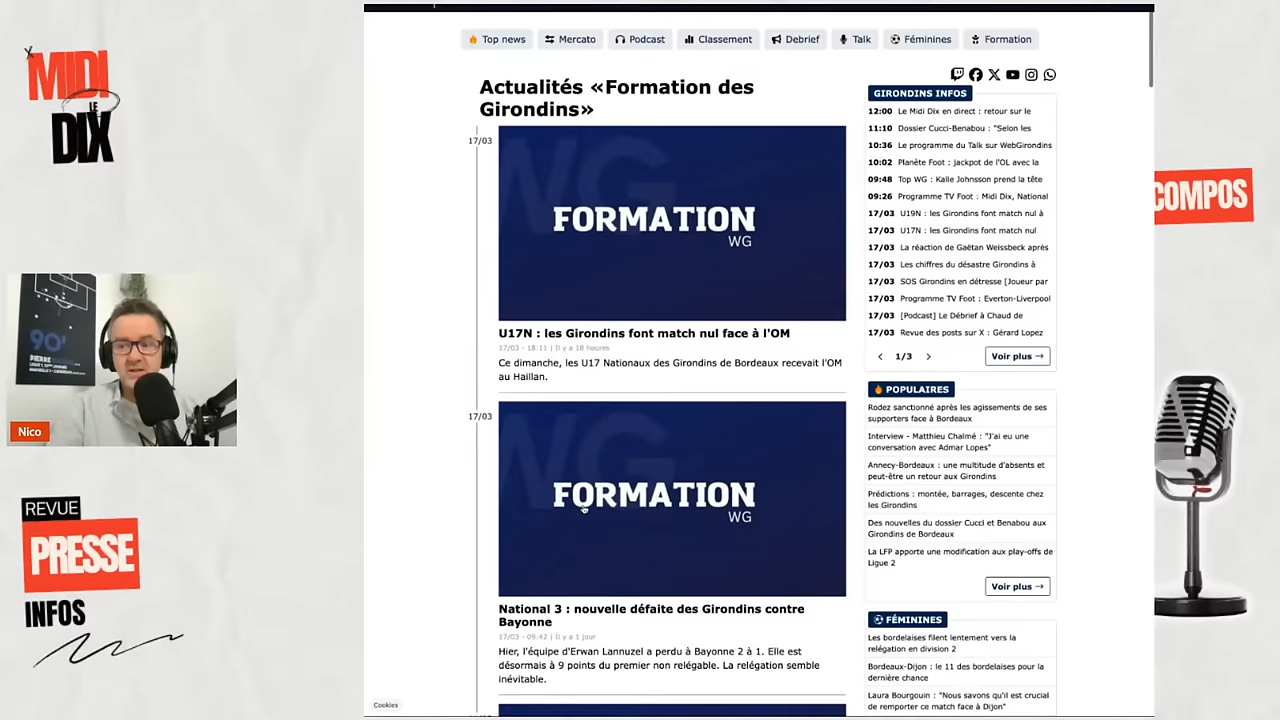 MIDI
LE
DIX
Nico
REVUE
PRESSE
INFOS
COMPOS
Top news
Mercato
Podcast
Classement
Debrief
Talk
Féminines
Formation
Actualités «Formation des
Girondins»
17/03
FORMATION
WG
U17N : les Girondins font match nul face à l'OM
17/03 - 18:11 | Il y a 18 heures
Ce dimanche, les U17 Nationaux des Girondins de Bordeaux recevait l'OM
au Haillan.
17/03
FORMATION
WG
National 3 : nouvelle défaite des Girondins contre
Bayonne
17/03 - 09:42 | Il y a 1 jour
Hier, l'équipe d'Erwan Lannuzel a perdu à Bayonne 2 à 1. Elle est
désormais à 9 points du premier non relégable. La relégation semble
inévitable.
GIRONDINS INFOS
12:00 Le Midi Dix en direct : retour sur le
11:10 Dossier Cucci-Benabou : "Selon les
10:36 Le programme du Talk sur WebGirondins
10:02 Planète Foot : jackpot de l'OL avec la
09:48 Top WG : Kalle Johnsson prend la tête
09:26 Programme TV Foot : Midi Dix, National
17/03 U19N : les Girondins font match nul à
17/03 U17N : les Girondins font match nul
17/03 La réaction de Gaëtan Weissbeck après
17/03 Les chiffres du désastre Girondins à
17/03 SOS Girondins en détresse [Joueur par
17/03 Programme TV Foot : Everton-Liverpool
17/03 [Podcast] Le Débrief à Chaud de
17/03 Revue des posts sur X : Gérard Lopez
1/3
Voir plus →
POPULAIRES
Rodez sanctionné après les agissements de ses
supporters face à Bordeaux
Interview - Matthieu Chalmé : "J'ai eu une
conversation avec Admar Lopes"
Annecy-Bordeaux : une multitude d'absents et
peut-être un retour aux Girondins
Prédictions : montée, barrages, descente chez
les Girondins
Des nouvelles du dossier Cucci et Benabou aux
Girondins de Bordeaux
La LFP apporte une modification aux play-offs de
Ligue 2
Voir plus →
FÉMININES
Les bordelaises filent lentement vers la
relégation en division 2
Bordeaux-Dijon : le 11 des bordelaises pour la
dernière chance
Laura Bourgouin : "Nous savons qu'il est crucial
de remporter ce match face à Dijon"
Cookies